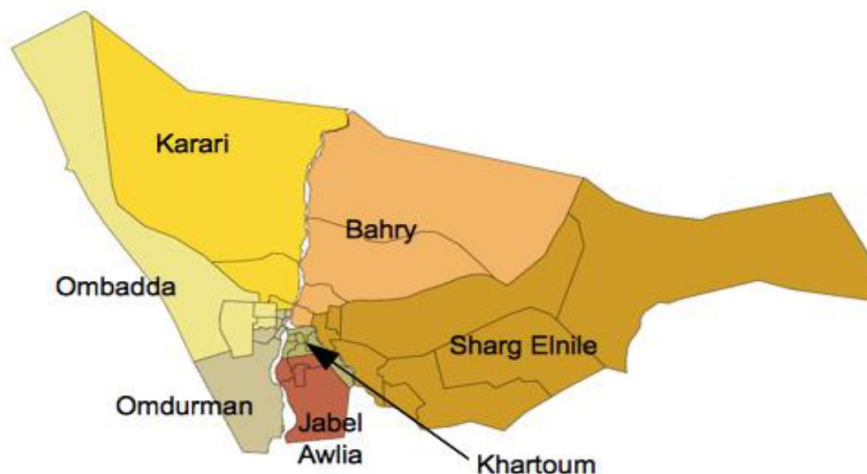 Karari
Bahry
Ombadda
Sharg Elnile
Omdurman
Jabel
Awlia
Khartoum